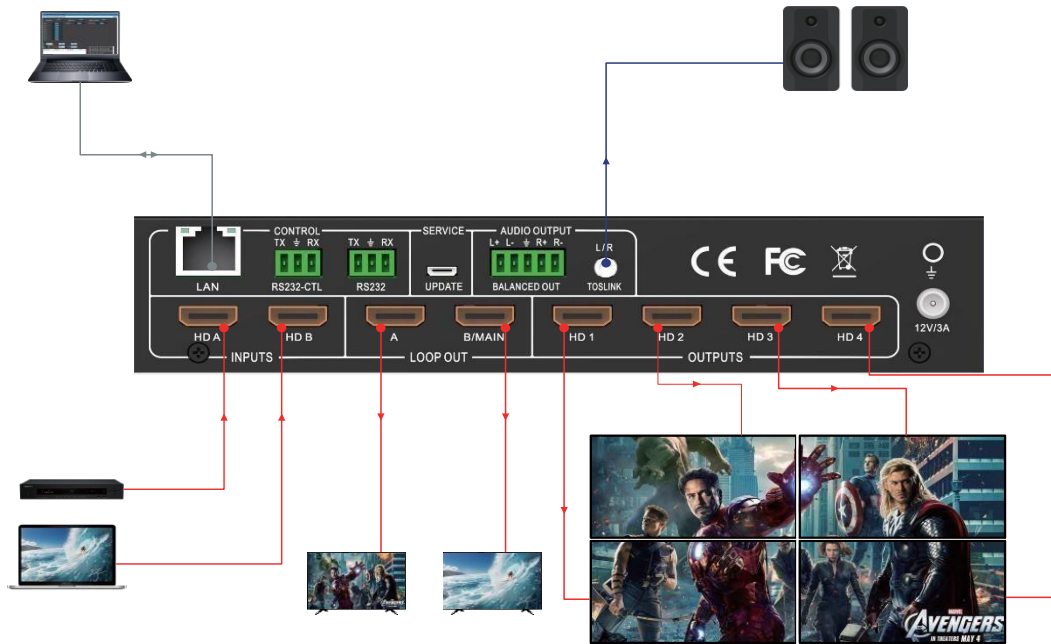 CONTROL
SERVICE
AUDIO OUTPUT
TX RX
TX RX
L+ L- R+ R-
L/R
LAN
RS232-CTL
RS232
UPDATE
BALANCED OUT
TOSLINK
CE FC
12V/3A
HD A
HD B
A
B/MAIN
HD 1
HD 2
HD 3
HD 4
INPUTS
LOOP OUT
OUTPUTS
AVENGERS
MARVEL
AVENGERS
IN THEATERS MAY 4